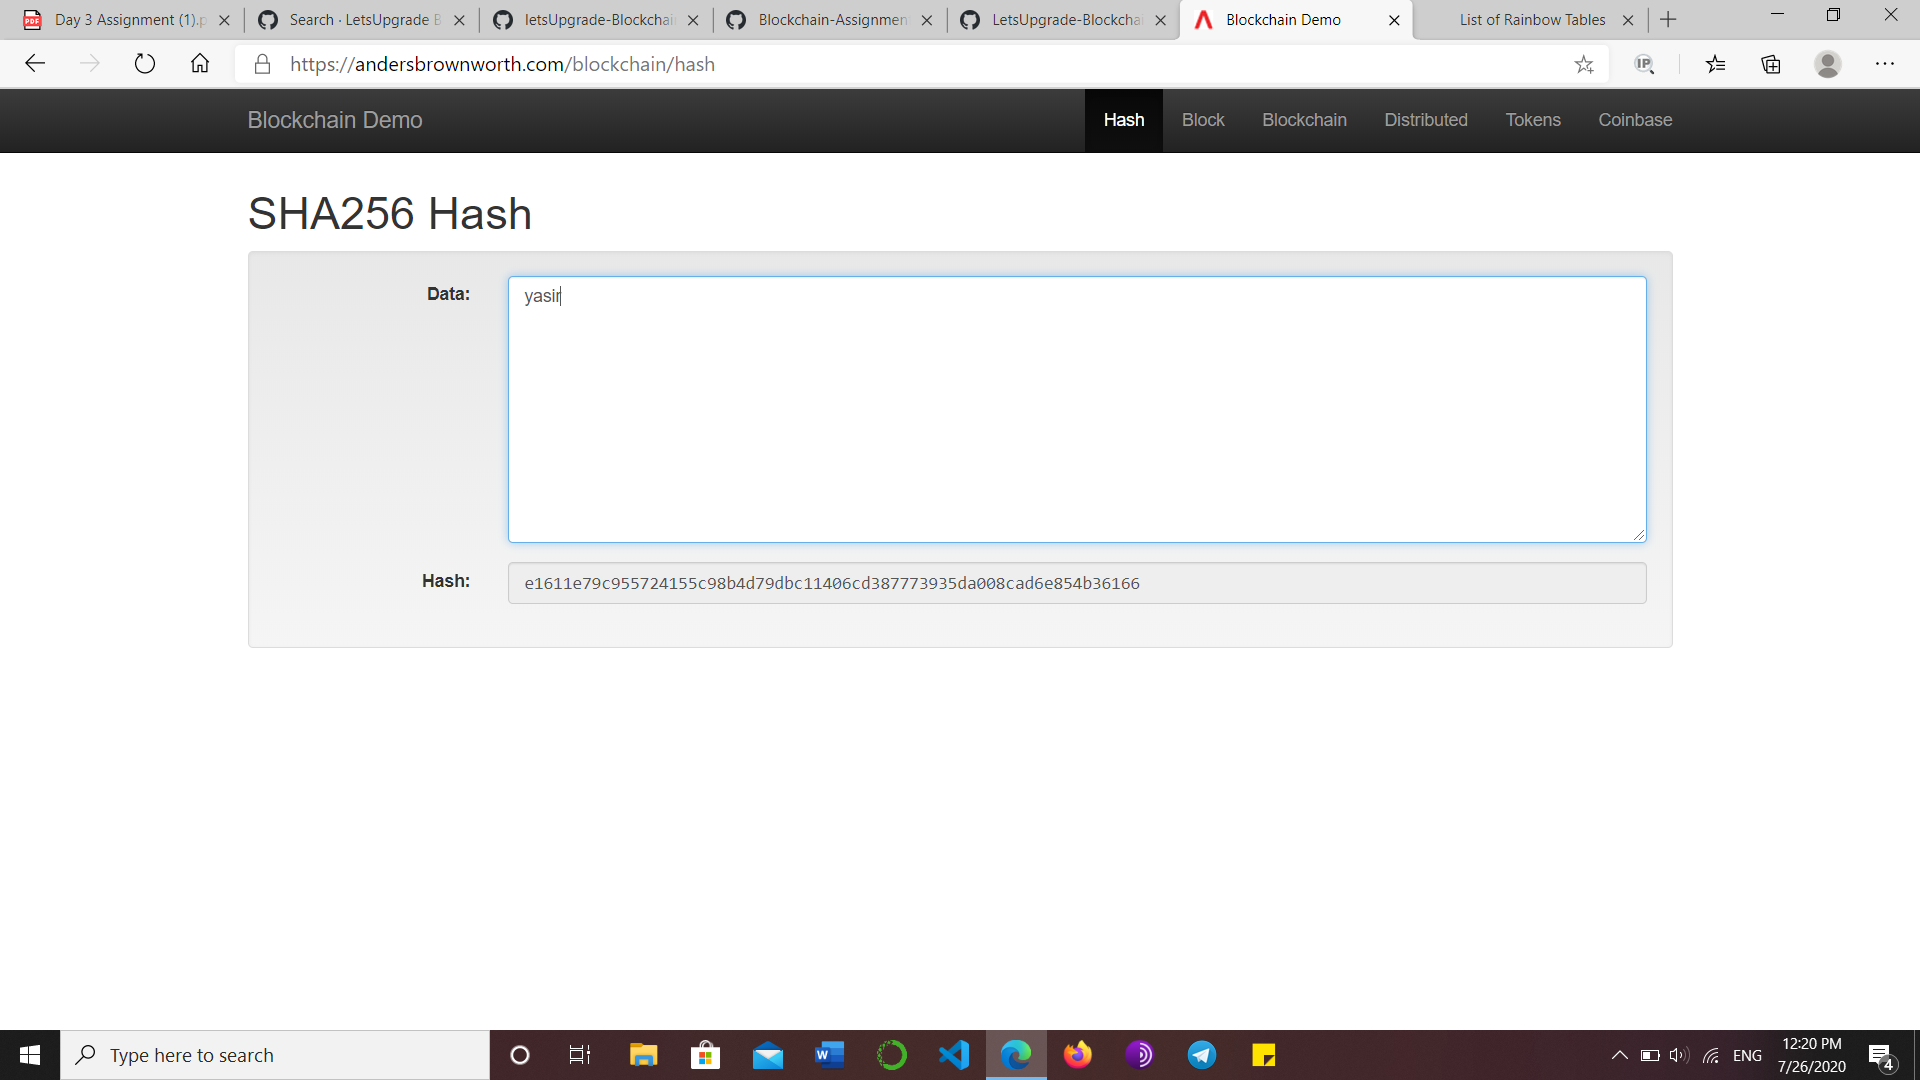 Day 3 Assignment (1).p
Search · LetsUpgrade B
letsUpgrade-Blockchai
Blockchain-Assignmen
LetsUpgrade-Blockcha
Blockchain Demo
List of Rainbow Tables
https://andersbrownworth.com/blockchain/hash
IP
Blockchain Demo
Hash
Block
Blockchain
Distributed
Tokens
Coinbase
SHA256 Hash
Data:
yasir
Hash:
e1611e79c955724155c98b4d79dbc11406cd387773935da008cad6e854b36166
Type here to search
ENG
12:20 PM
7/26/2020
4